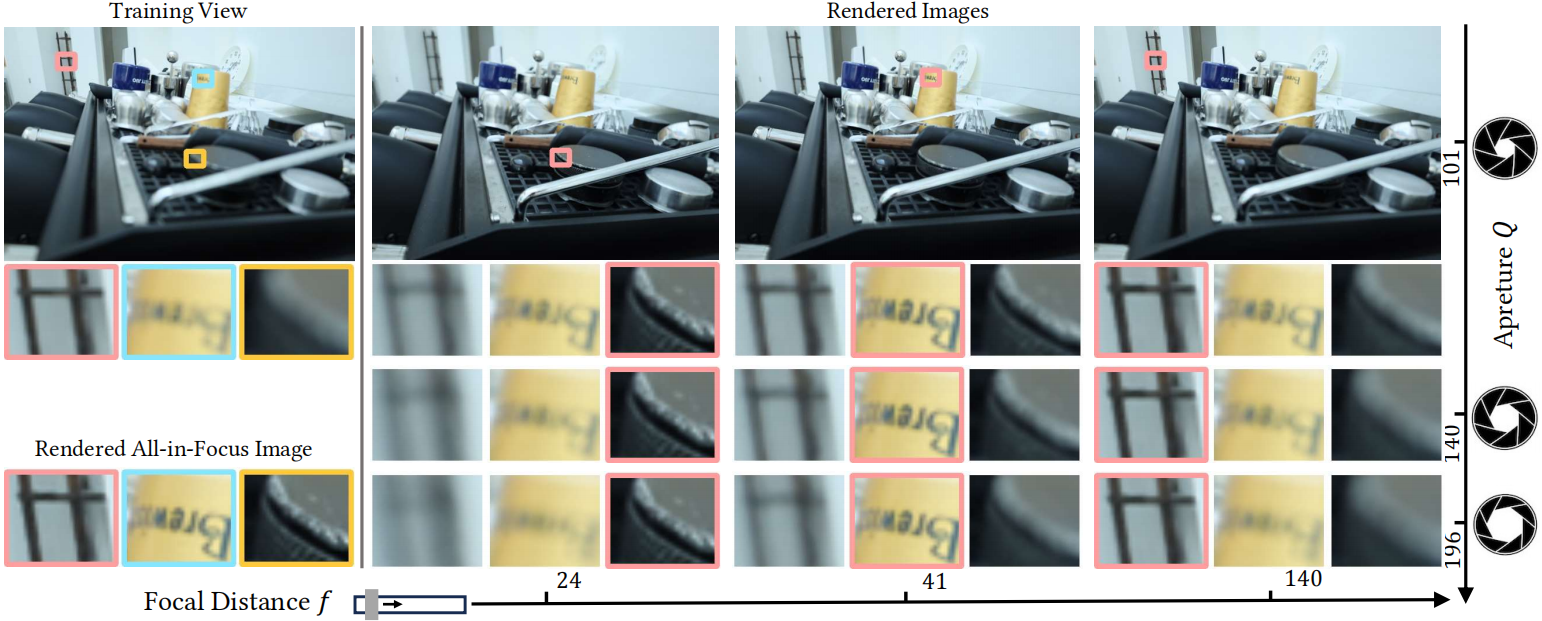 Training View
Rendered Images
101
Apreture Q
140
Rendered All-in-Focus Image
196
24
41
140
Focal Distance f